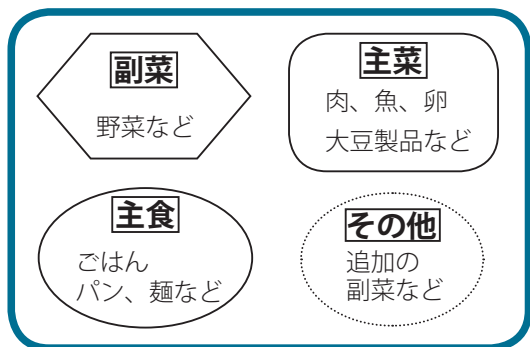 副菜
野菜など
主菜
肉、魚、卵
大豆製品など
主食
ごはん
パン、麺など
その他
追加の
副菜など